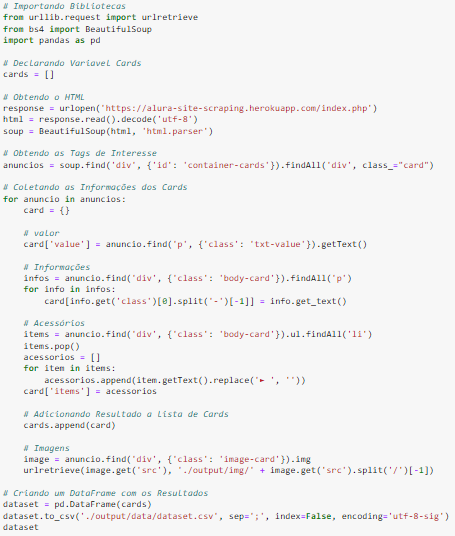 # Importando Bibliotecas
from urllib.request import urlretrieve
from bs4 import BeautifulSoup
import pandas as pd
# Declarando Variavel Cards
cards = []
# Obtendo o HTML
response = urlopen('https://alura-site-scraping.herokuapp.com/index.php')
html = response.read().decode('utf-8')
soup = BeautifulSoup(html, 'html.parser')
# Obtendo as Tags de Interesse
anuncios = soup.find('div', {'id': 'container-cards'}).findAll('div', class_="card")
# Coletando as Informações dos Cards
for anuncio in anuncios:
    card = {}
    # valor
    card['value'] = anuncio.find('p', {'class': 'txt-value'}).getText()
    # Informações
    infos = anuncio.find('div', {'class': 'body-card'}).findAll('p')
    for info in infos:
        card[info.get('class')[0].split('-')[-1]] = info.get_text()
    # Acessórios
    items = anuncio.find('div', {'class': 'body-card'}).ul.findAll('li')
    items.pop()
    acessorios = []
    for item in items:
        acessorios.append(item.getText().replace('► ', ''))
    card['items'] = acessorios
    # Adicionando Resultado a lista de Cards
    cards.append(card)
    # Imagens
    image = anuncio.find('div', {'class': 'image-card'}).img
    urlretrieve(image.get('src'), './output/img/' + image.get('src').split('/')[-1])
# Criando um DataFrame com os Resultados
dataset = pd.DataFrame(cards)
dataset.to_csv('./output/data/dataset.csv', sep=';', index=False, encoding='utf-8-sig')
dataset